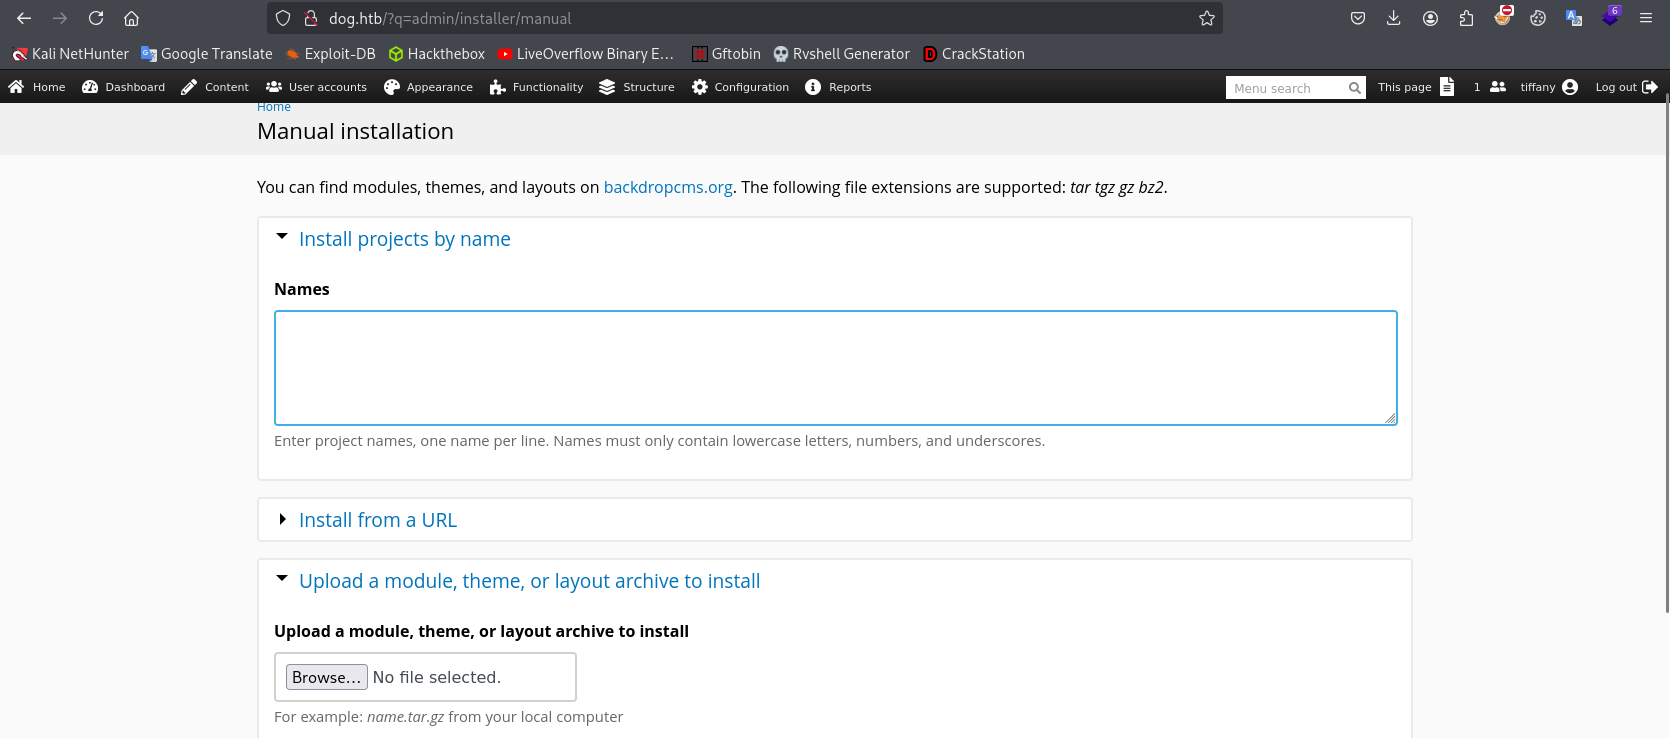 dog.htb/?q=admin/installer/manual
Kali NetHunter Google Translate Exploit-DB Hackthebox LiveOverflow Binary E... Gftobin Rvshell Generator CrackStation
6
Home Dashboard Content User accounts Appearance Functionality Structure Configuration Reports Menu search This page 1 tiffany Log out
Home
Manual installation
You can find modules, themes, and layouts on backdropcms.org. The following file extensions are supported: tar tgz gz bz2.
Install projects by name
Names
Enter project names, one name per line. Names must only contain lowercase letters, numbers, and underscores.
Install from a URL
Upload a module, theme, or layout archive to install
Upload a module, theme, or layout archive to install
Browse... No file selected.
For example: name.tar.gz from your local computer